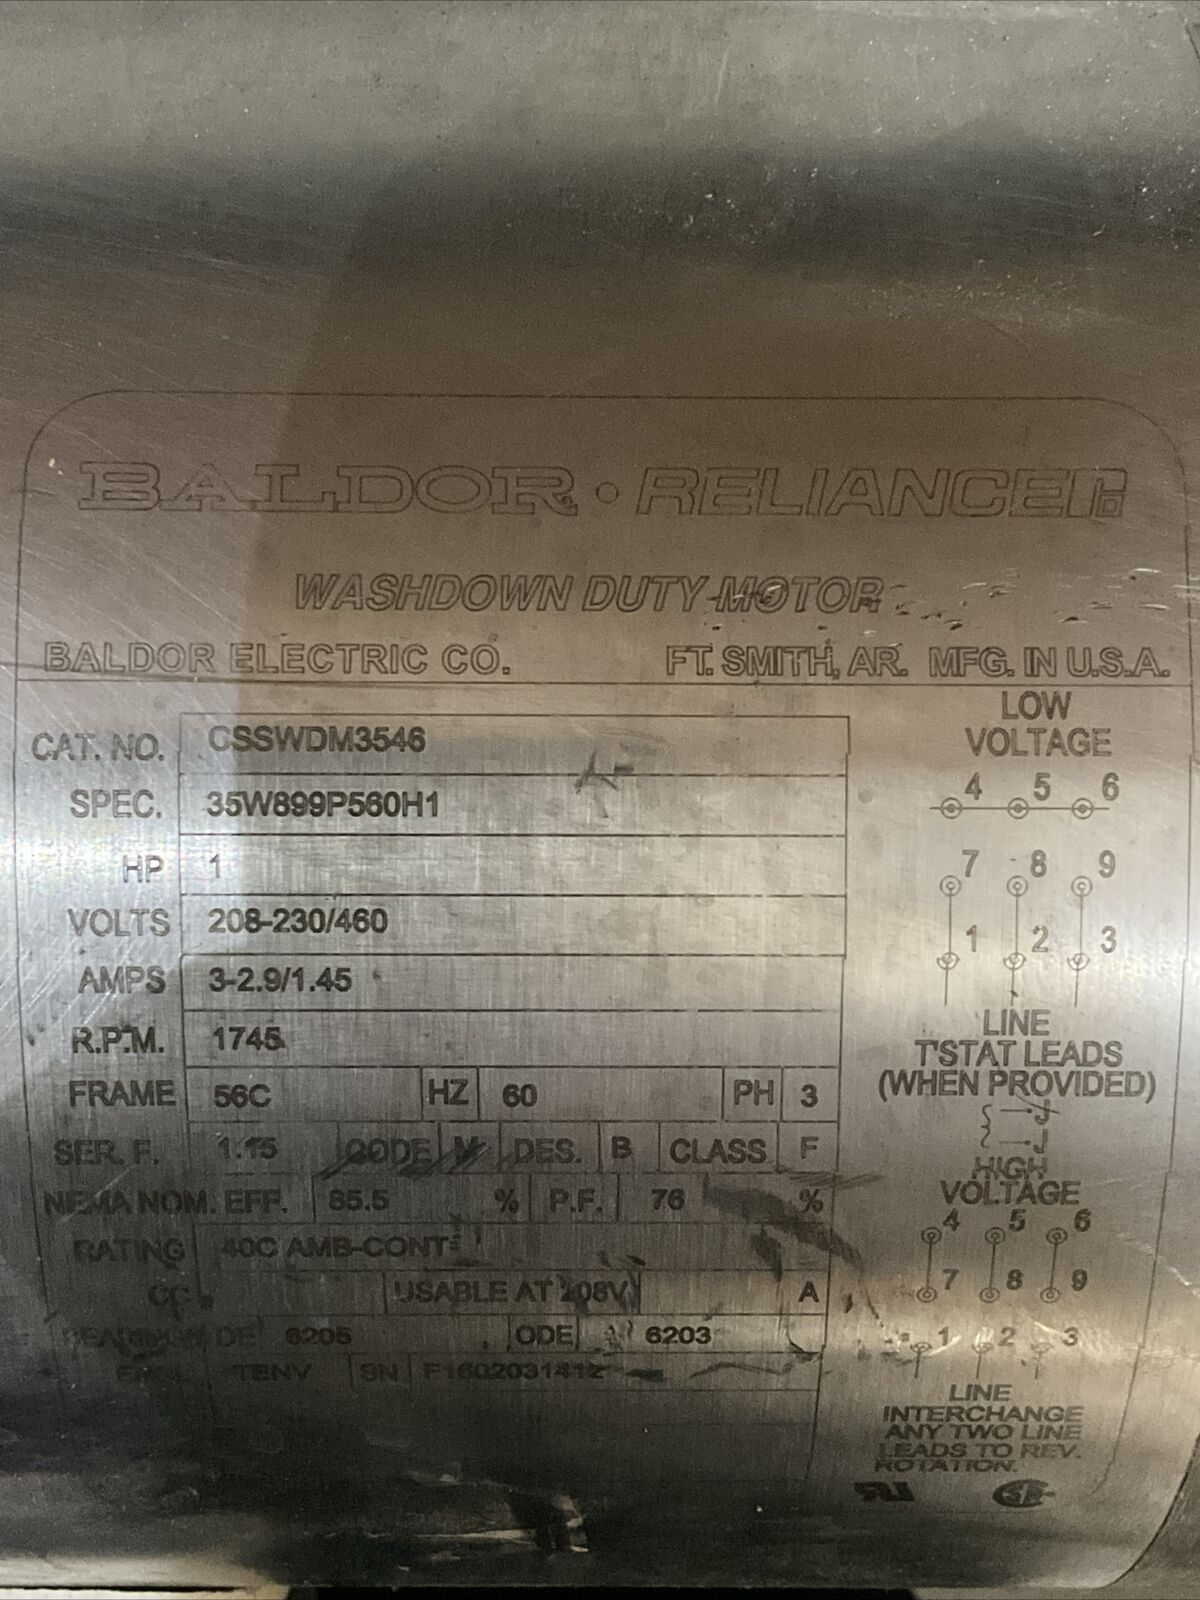 BALDOR • RELIANCE
WASHDOWN DUTY MOTOR
BALDOR ELECTRIC CO. FT. SMITH, AR. MFG. IN U.S.A.
CAT. NO. CSSWDM3546
SPEC. 35W899P560H1
HP 1
VOLTS 208-230/460
AMPS 3-2.9/1.45
R.P.M. 1745
FRAME 56C HZ 60 PH 3
SER. F. 1.15 CODE M DES. B CLASS F
NEMA NOM. EFF. 85.5 % P.F. 76 %
RATING 40C AMB-CONT
CC USABLE AT 208V A
BEARINGS DE 6205 ODE 6203
ENCL TENV SN F1602031412
LOW
VOLTAGE
4 5 6
7 8 9
1 2 3
LINE
T'STAT LEADS
(WHEN PROVIDED)
J
J
HIGH
VOLTAGE
4 5 6
7 8 9
1 2 3
LINE
INTERCHANGE
ANY TWO LINE
LEADS TO REV.
ROTATION.